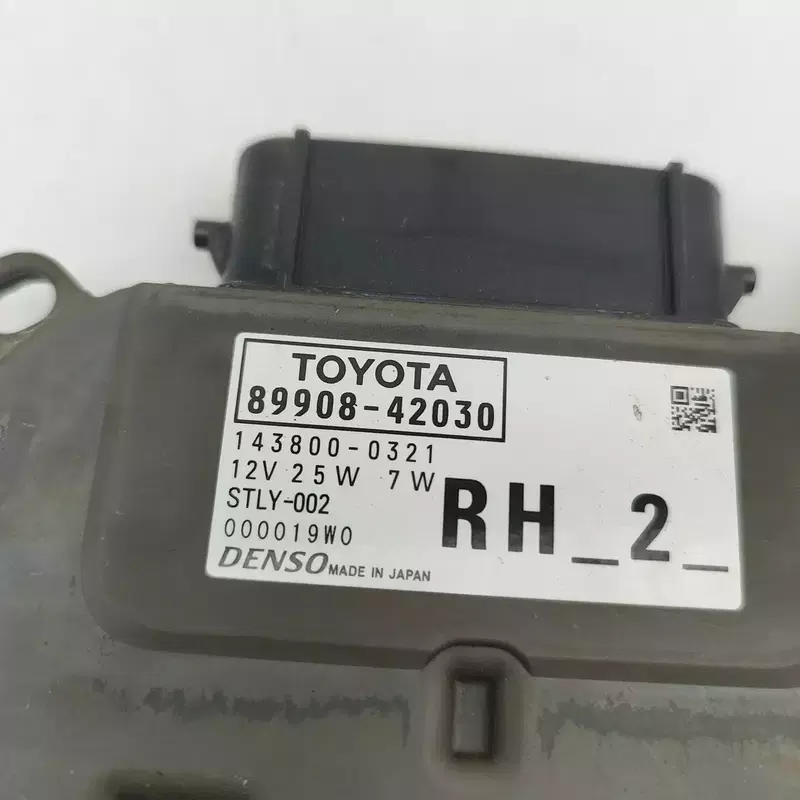 TOYOTA
89908-42030
143800-0321
12V 25W 7W
STLY-002
000019W0
RH_2_
DENSO MADE IN JAPAN